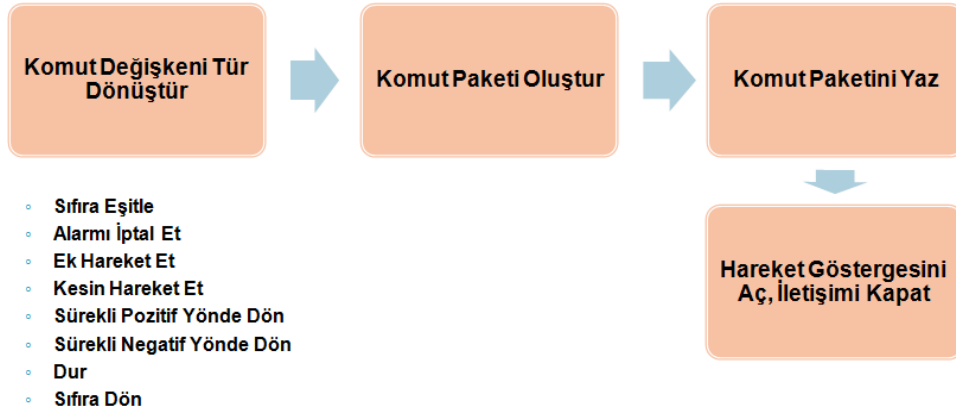 Komut Değişkeni Tür
Dönüştür
Komut Paketi Oluştur
Komut Paketini Yaz
Hareket Göstergesini
Aç, İletişimi Kapat
Sıfıra Eşitle
Alarmı İptal Et
Ek Hareket Et
Kesin Hareket Et
Sürekli Pozitif Yönde Dön
Sürekli Negatif Yönde Dön
Dur
Sıfıra Dön